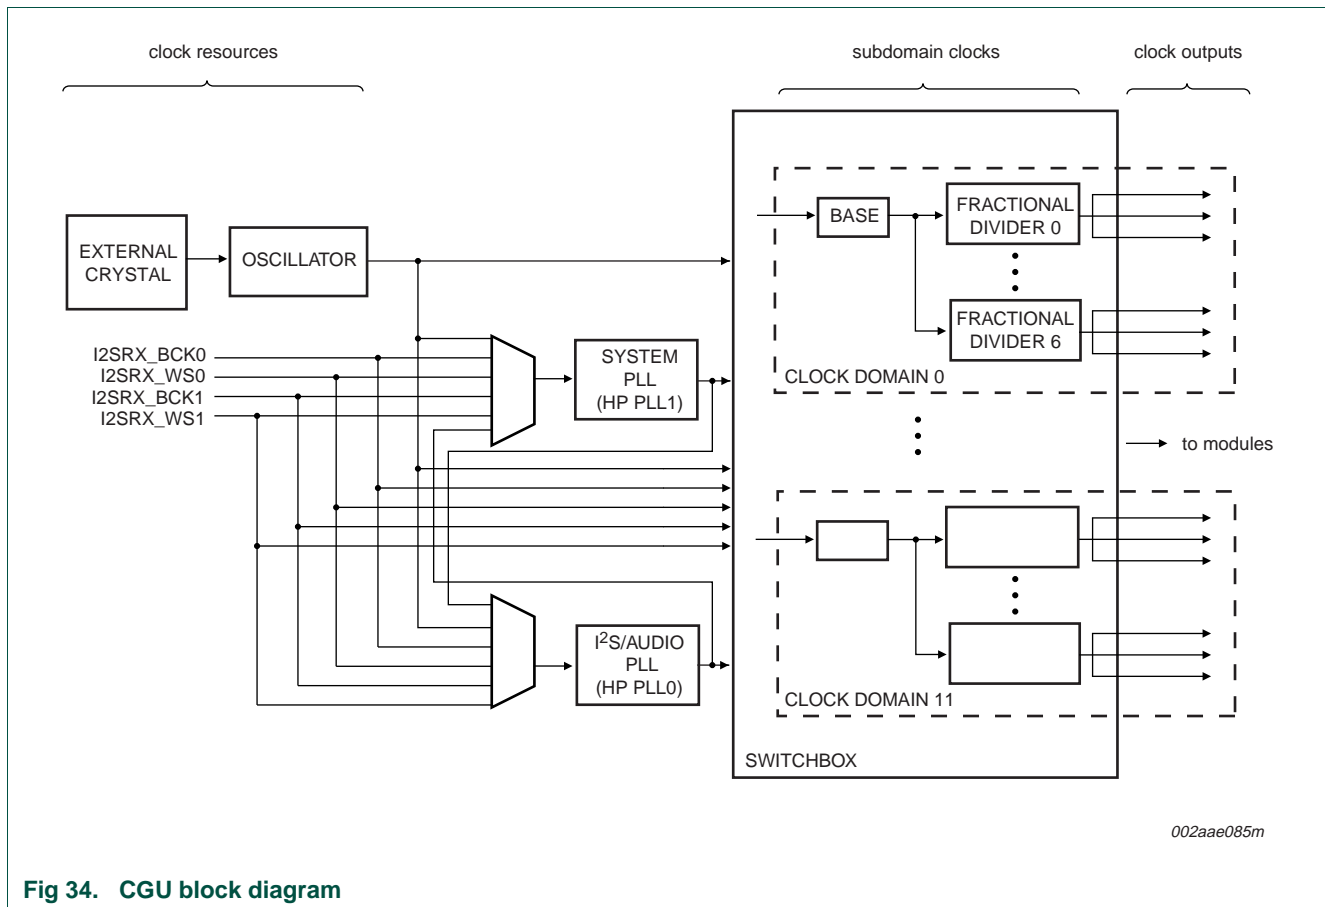 clock resources
subdomain clocks
clock outputs
EXTERNAL
CRYSTAL
OSCILLATOR
BASE
FRACTIONAL
DIVIDER 0
FRACTIONAL
DIVIDER 6
CLOCK DOMAIN 0
I2SRX_BCK0
I2SRX_WS0
I2SRX_BCK1
I2SRX_WS1
SYSTEM
PLL
(HP PLL1)
to modules
I2S/AUDIO
PLL
(HP PLL0)
CLOCK DOMAIN 11
SWITCHBOX
002aae085m
Fig 34. CGU block diagram